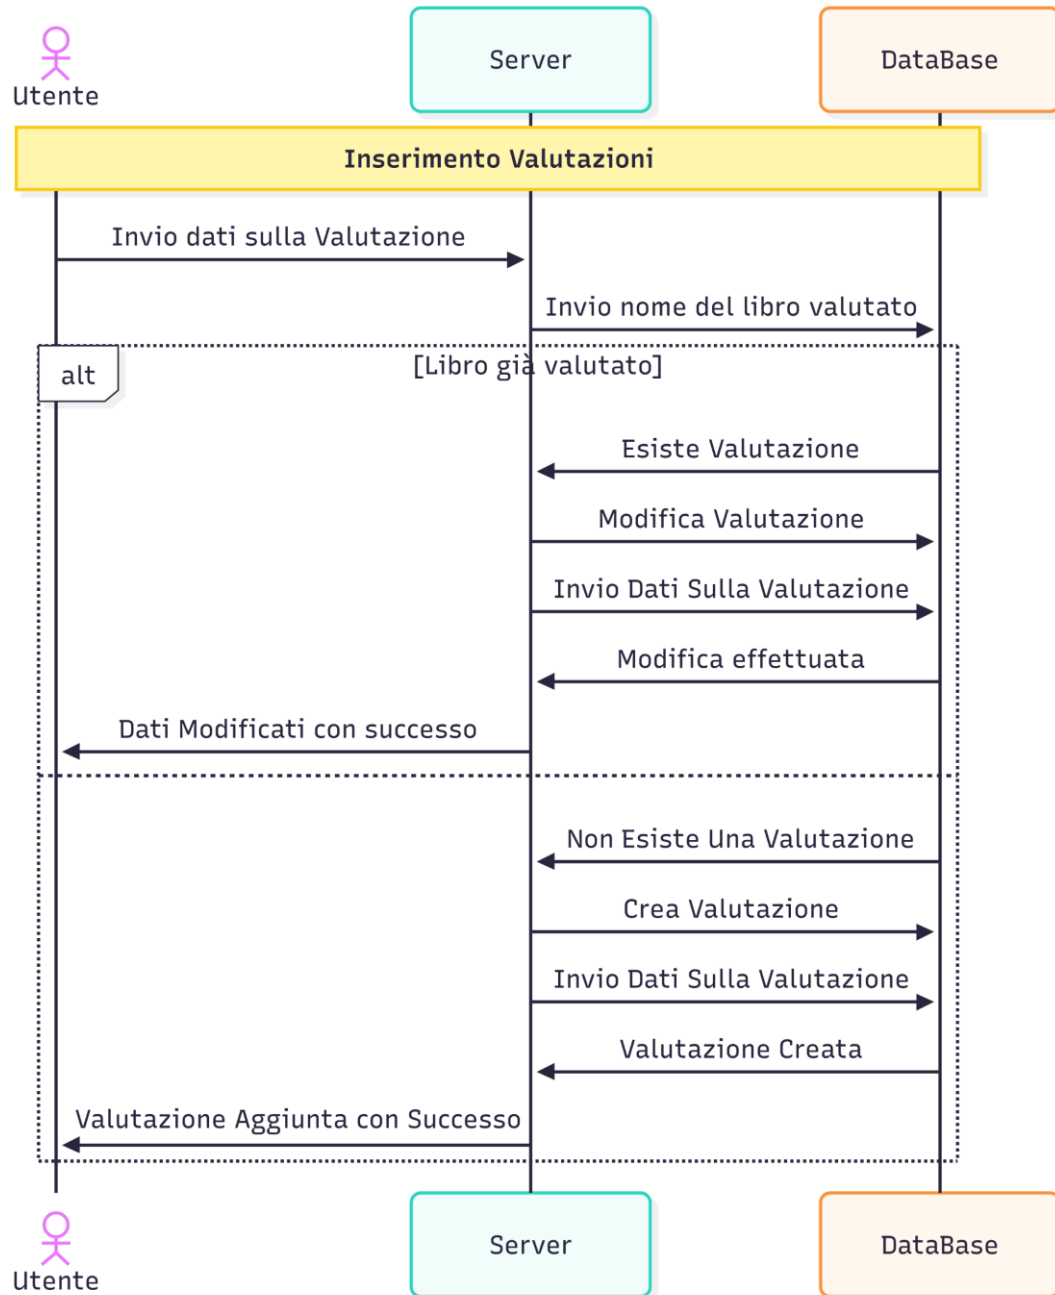 Utente
Server
DataBase
Inserimento Valutazioni
Invio dati sulla Valutazione
Invio nome del libro valutato
alt
[Libro già valutato]
Esiste Valutazione
Modifica Valutazione
Invio Dati Sulla Valutazione
Modifica effettuata
Dati Modificati con successo
Non Esiste Una Valutazione
Crea Valutazione
Invio Dati Sulla Valutazione
Valutazione Creata
Valutazione Aggiunta con Successo
Utente
Server
DataBase